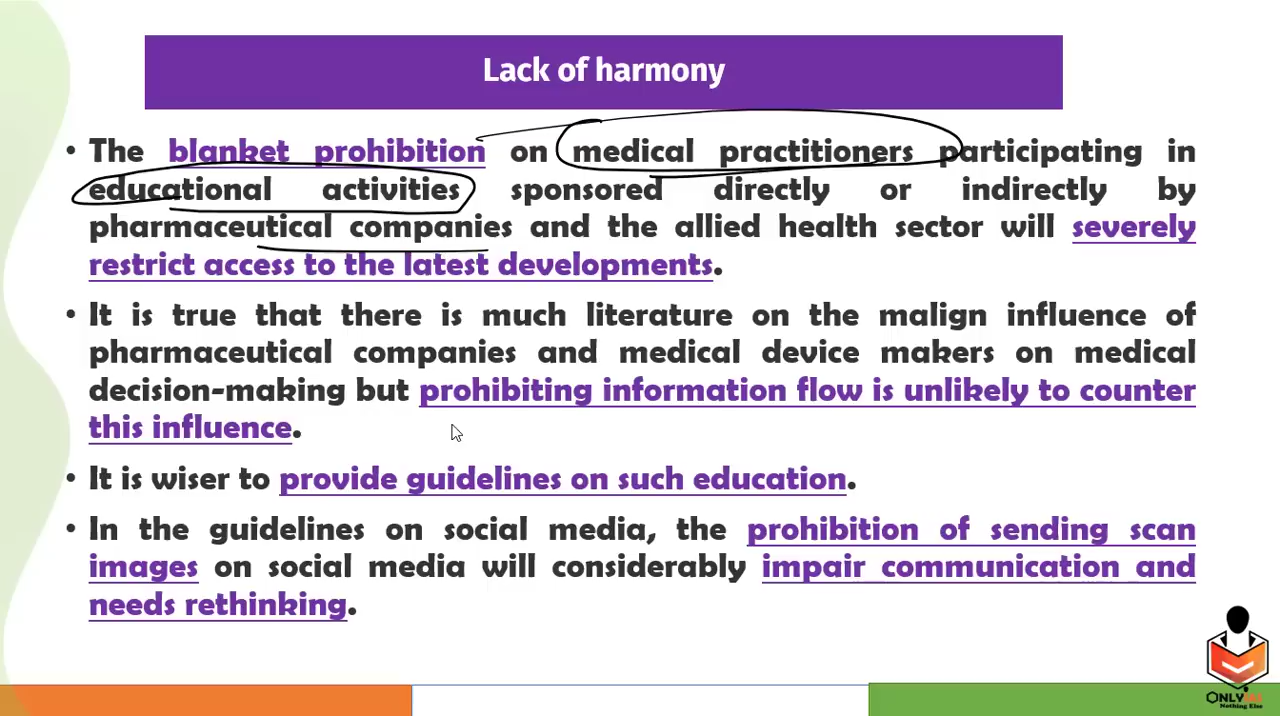 Lack of harmony
• The blanket prohibition on medical practitioners participating in
educational activities sponsored directly or indirectly by
pharmaceutical companies and the allied health sector will severely
restrict access to the latest developments.
• It is true that there is much literature on the malign influence of
pharmaceutical companies and medical device makers on medical
decision-making but prohibiting information flow is unlikely to counter
this influence.
• It is wiser to provide guidelines on such education.
• In the guidelines on social media, the prohibition of sending scan
images on social media will considerably impair communication and
needs rethinking.
ONLY
Nothing Else